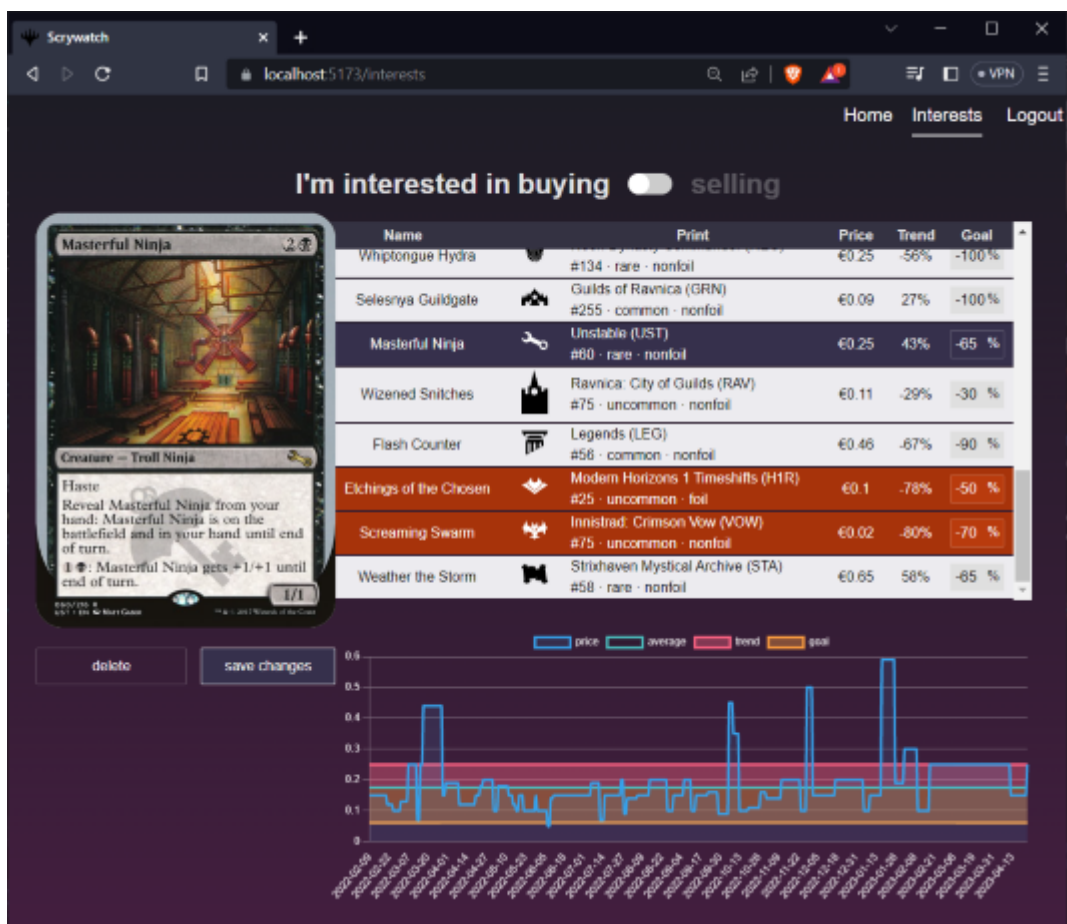 Scrywatch
localhost:5173/interests
VPN
Home Interests Logout
I'm interested in buying selling
Name Print Price Trend Goal
Whiptongue Hydra €0.25 -56% -100 %
#134 · rare · nonfoil
Guilds of Ravnica (GRN)
Selesnya Guildgate €0.09 27% -100 %
#255 · common · nonfoil
Unstable (UST)
Masterful Ninja €0.25 43% -65 %
#60 · rare · nonfoil
Ravnica: City of Guilds (RAV)
Wizened Snitches €0.11 -29% -30 %
#75 · uncommon · nonfoil
Legends (LEG)
Flash Counter €0.46 -67% -90 %
#56 · common · nonfoil
Modern Horizons 1 Timeshifts (H1R)
Etchings of the Chosen €0.1 -78% -50 %
#25 · uncommon · foil
Innistrad: Crimson Vow (VOW)
Screaming Swarm €0.02 -80% -70 %
#75 · uncommon · nonfoil
Strixhaven Mystical Archive (STA)
Weather the Storm €0.65 58% -65 %
#58 · rare · nonfoil
Masterful Ninja 2
Creature — Troll Ninja
Haste
Reveal Masterful Ninja from your
hand: Masterful Ninja is on the
battlefield and in your hand until end
of turn.
1 : Masterful Ninja gets +1/+1 until
end of turn.
1/1
delete save changes
price average trend goal
0.6
0.5
0.4
0.3
0.2
0.1
0